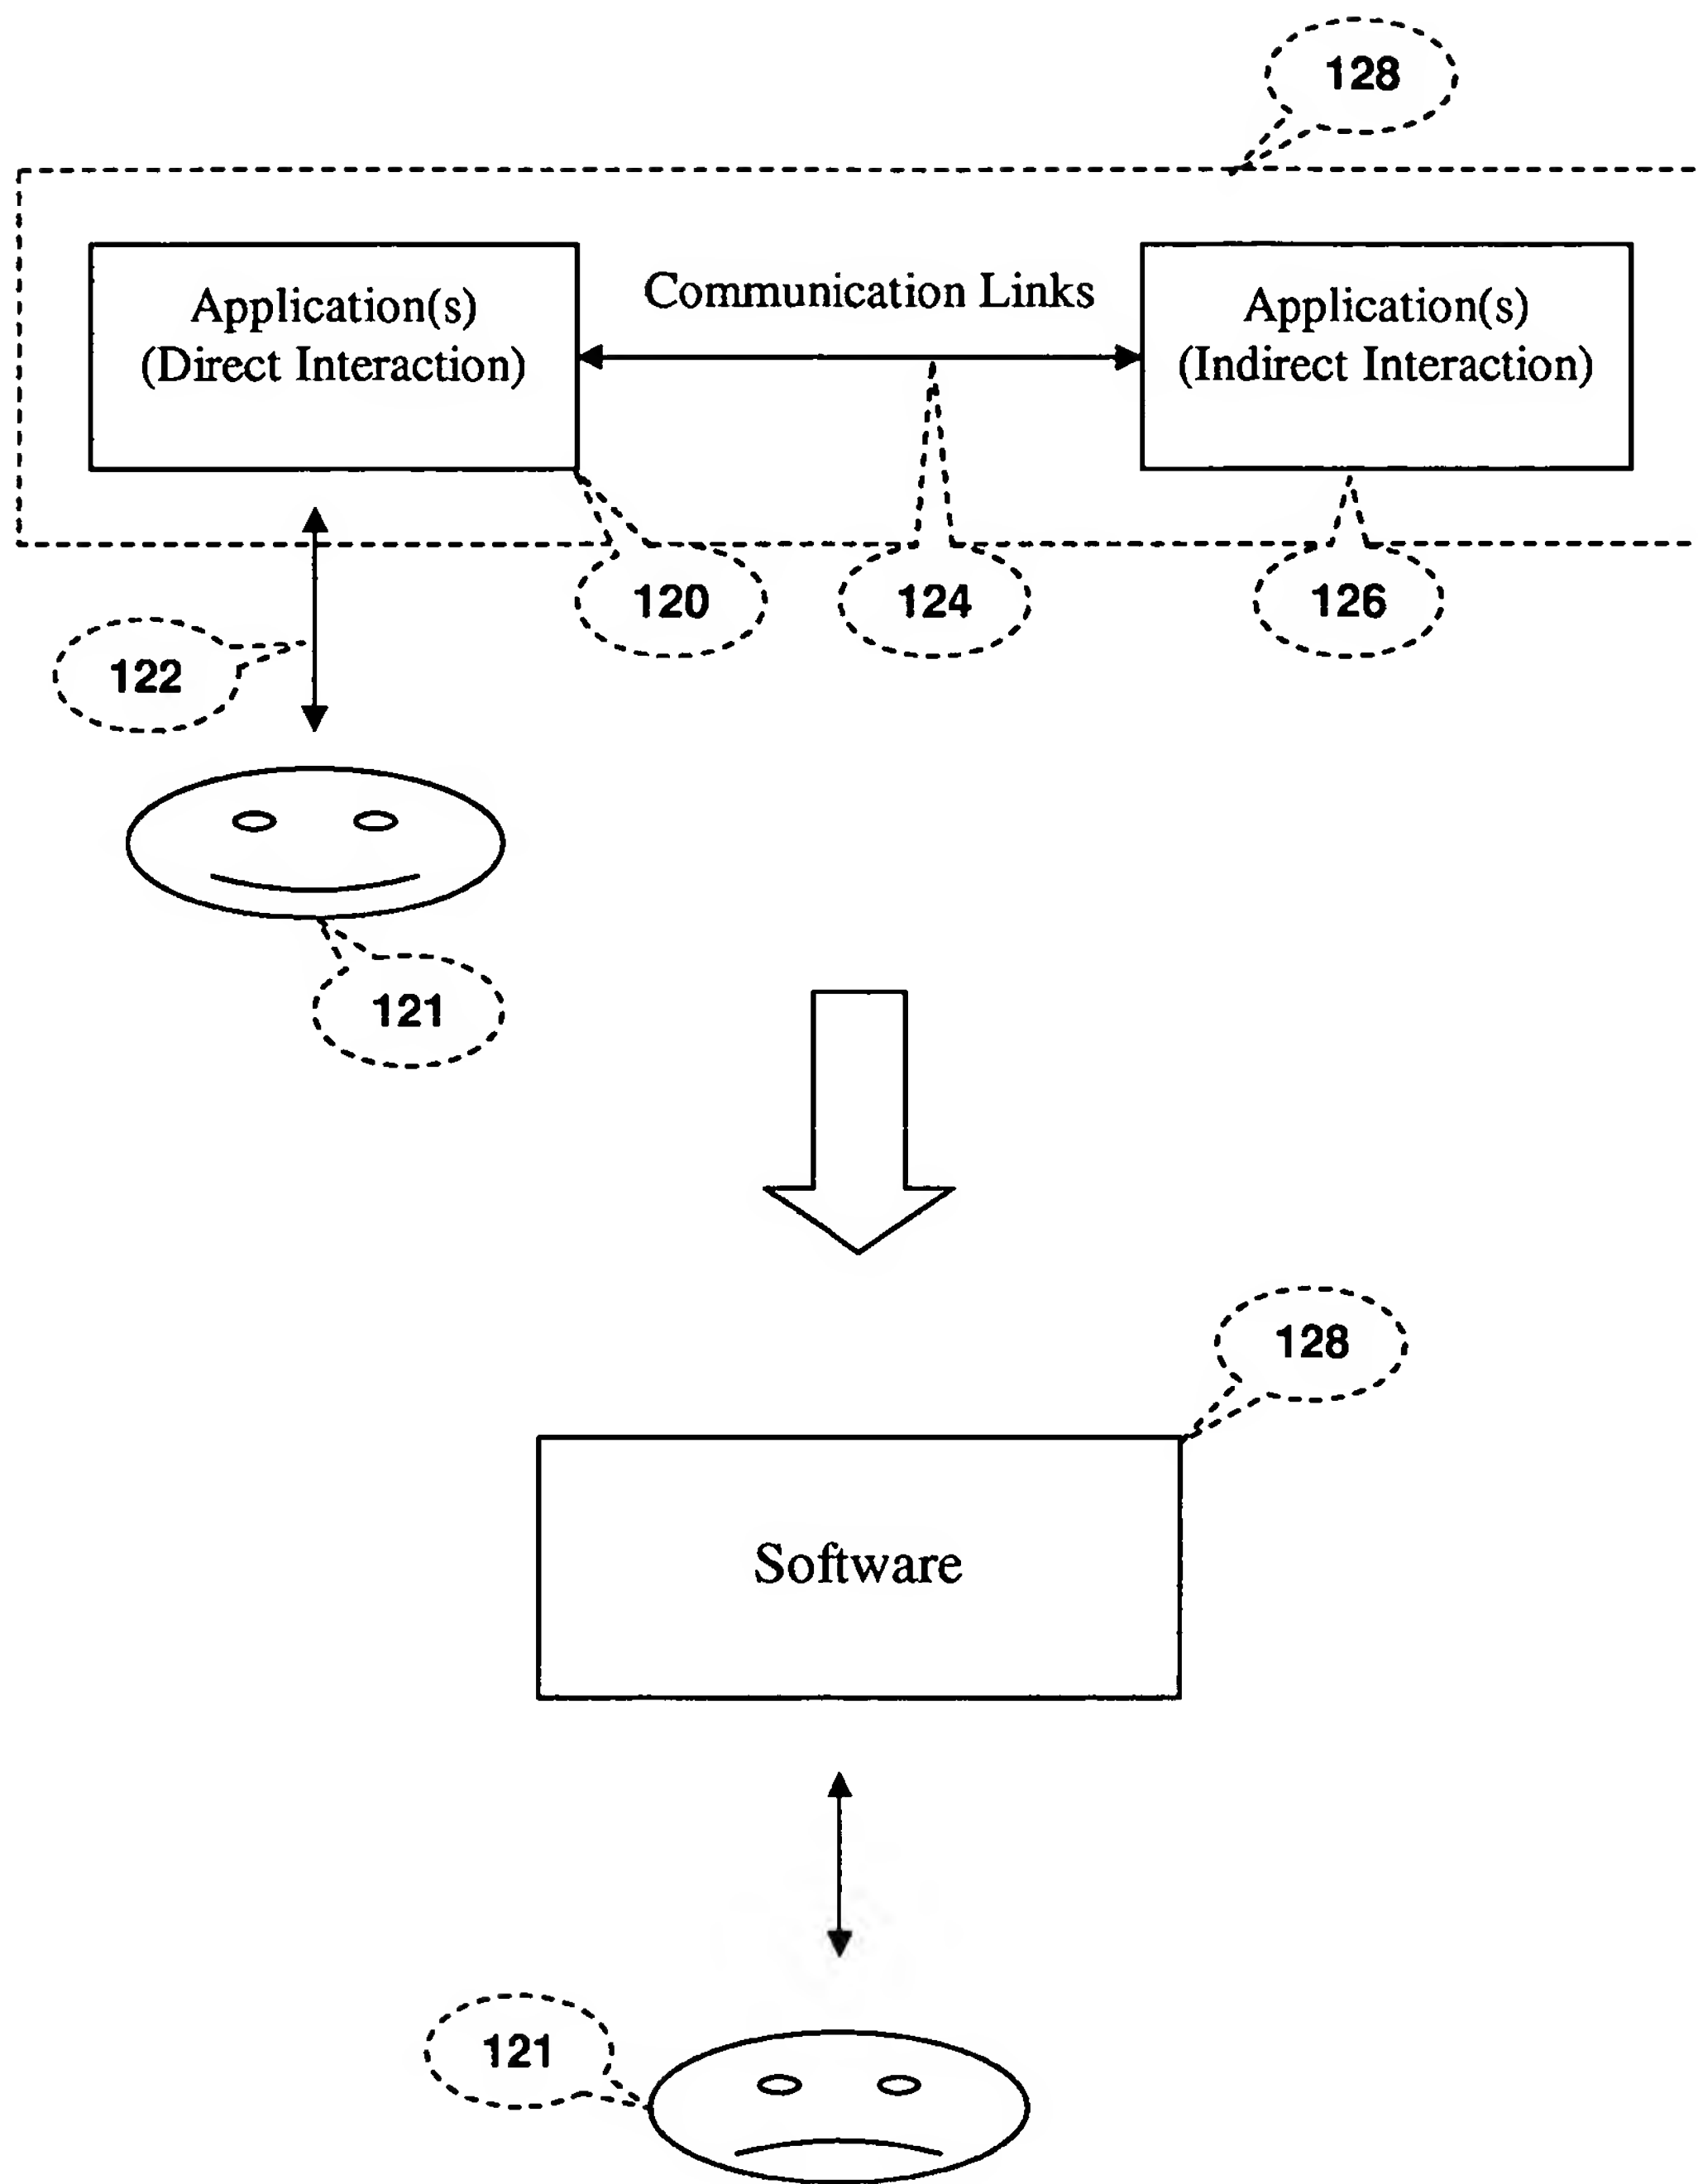 128
Application(s)
(Direct Interaction)
Communication Links
Application(s)
(Indirect Interaction)
120
124
126
122
121
128
Software
121